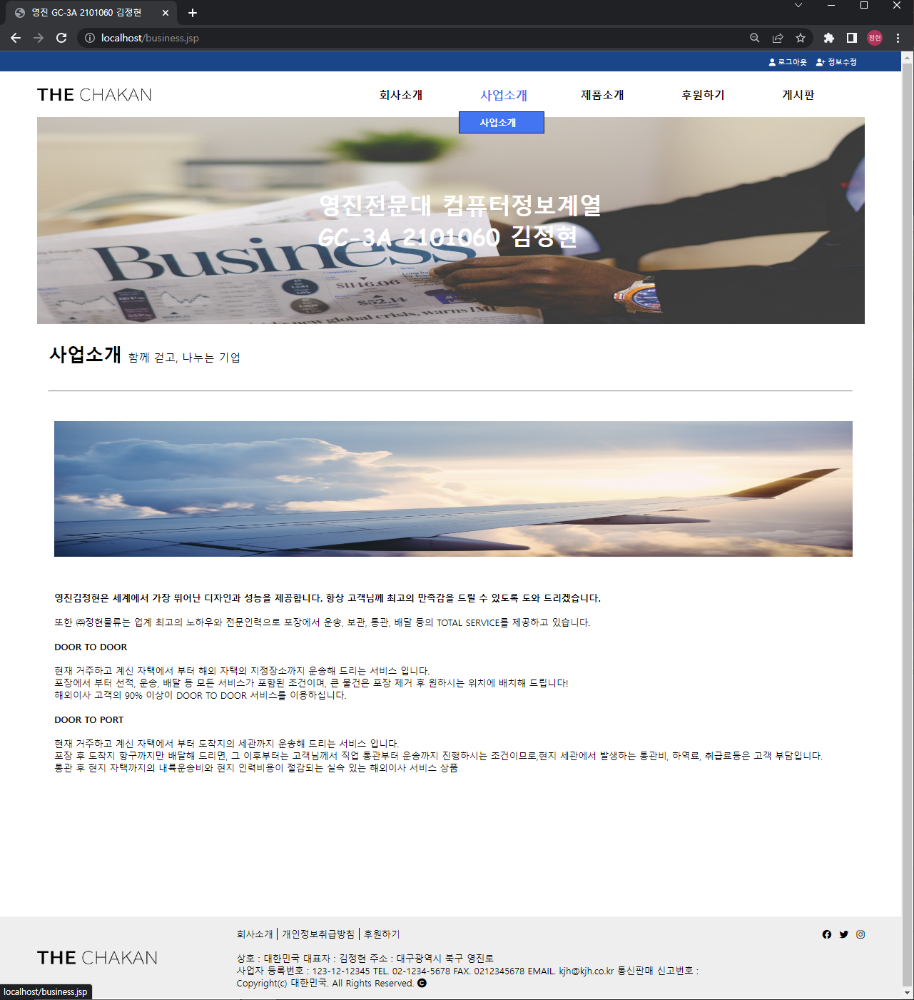 영진 GC-3A 2101060 김정현
localhost/business.jsp
정현
로그아웃 정보수정
THE CHAKAN
회사소개 사업소개 제품소개 후원하기 게시판
사업소개
영진전문대 컴퓨터정보계열
GC-3A 2101060 김정현
Business
$1146.06
$52.14
new global crisis, warns IMF
사업소개 함께 걷고, 나누는 기업
영진김정현은 세계에서 가장 뛰어난 디자인과 성능을 제공합니다. 항상 고객님께 최고의 만족감을 드릴 수 있도록 도와 드리겠습니다.
또한 ㈜정현물류는 업계 최고의 노하우와 전문인력으로 포장에서 운송, 보관, 통관, 배달 등의 TOTAL SERVICE를 제공하고 있습니다.
DOOR TO DOOR
현재 거주하고 계신 자택에서 부터 해외 자택의 지정장소까지 운송해 드리는 서비스 입니다.
포장에서 부터 선적, 운송, 배달 등 모든 서비스가 포함된 조건이며, 큰 물건은 포장 제거 후 원하시는 위치에 배치해 드립니다!
해외이사 고객의 90% 이상이 DOOR TO DOOR 서비스를 이용하십니다.
DOOR TO PORT
현재 거주하고 계신 자택에서 부터 도착지의 세관까지 운송해 드리는 서비스 입니다.
포장 후 도착지 항구까지만 배달해 드리면, 그 이후부터는 고객님께서 직업 통관부터 운송까지 진행하시는 조건이므로,현지 세관에서 발생하는 통관비, 하역료, 취급료등은 고객 부담입니다.
통관 후 현지 자택까지의 내륙운송비와 현지 인력비용이 절감되는 실속 있는 해외이사 서비스 상품
회사소개 | 개인정보취급방침 | 후원하기
THE CHAKAN
상호 : 대한민국 대표자 : 김정현 주소 : 대구광역시 북구 영진로
사업자 등록번호 : 123-12-12345 TEL. 02-1234-5678 FAX. 0212345678 EMAIL. kjh@kjh.co.kr 통신판매 신고번호 :
Copyright(c) 대한민국. All Rights Reserved.
localhost/business.jsp